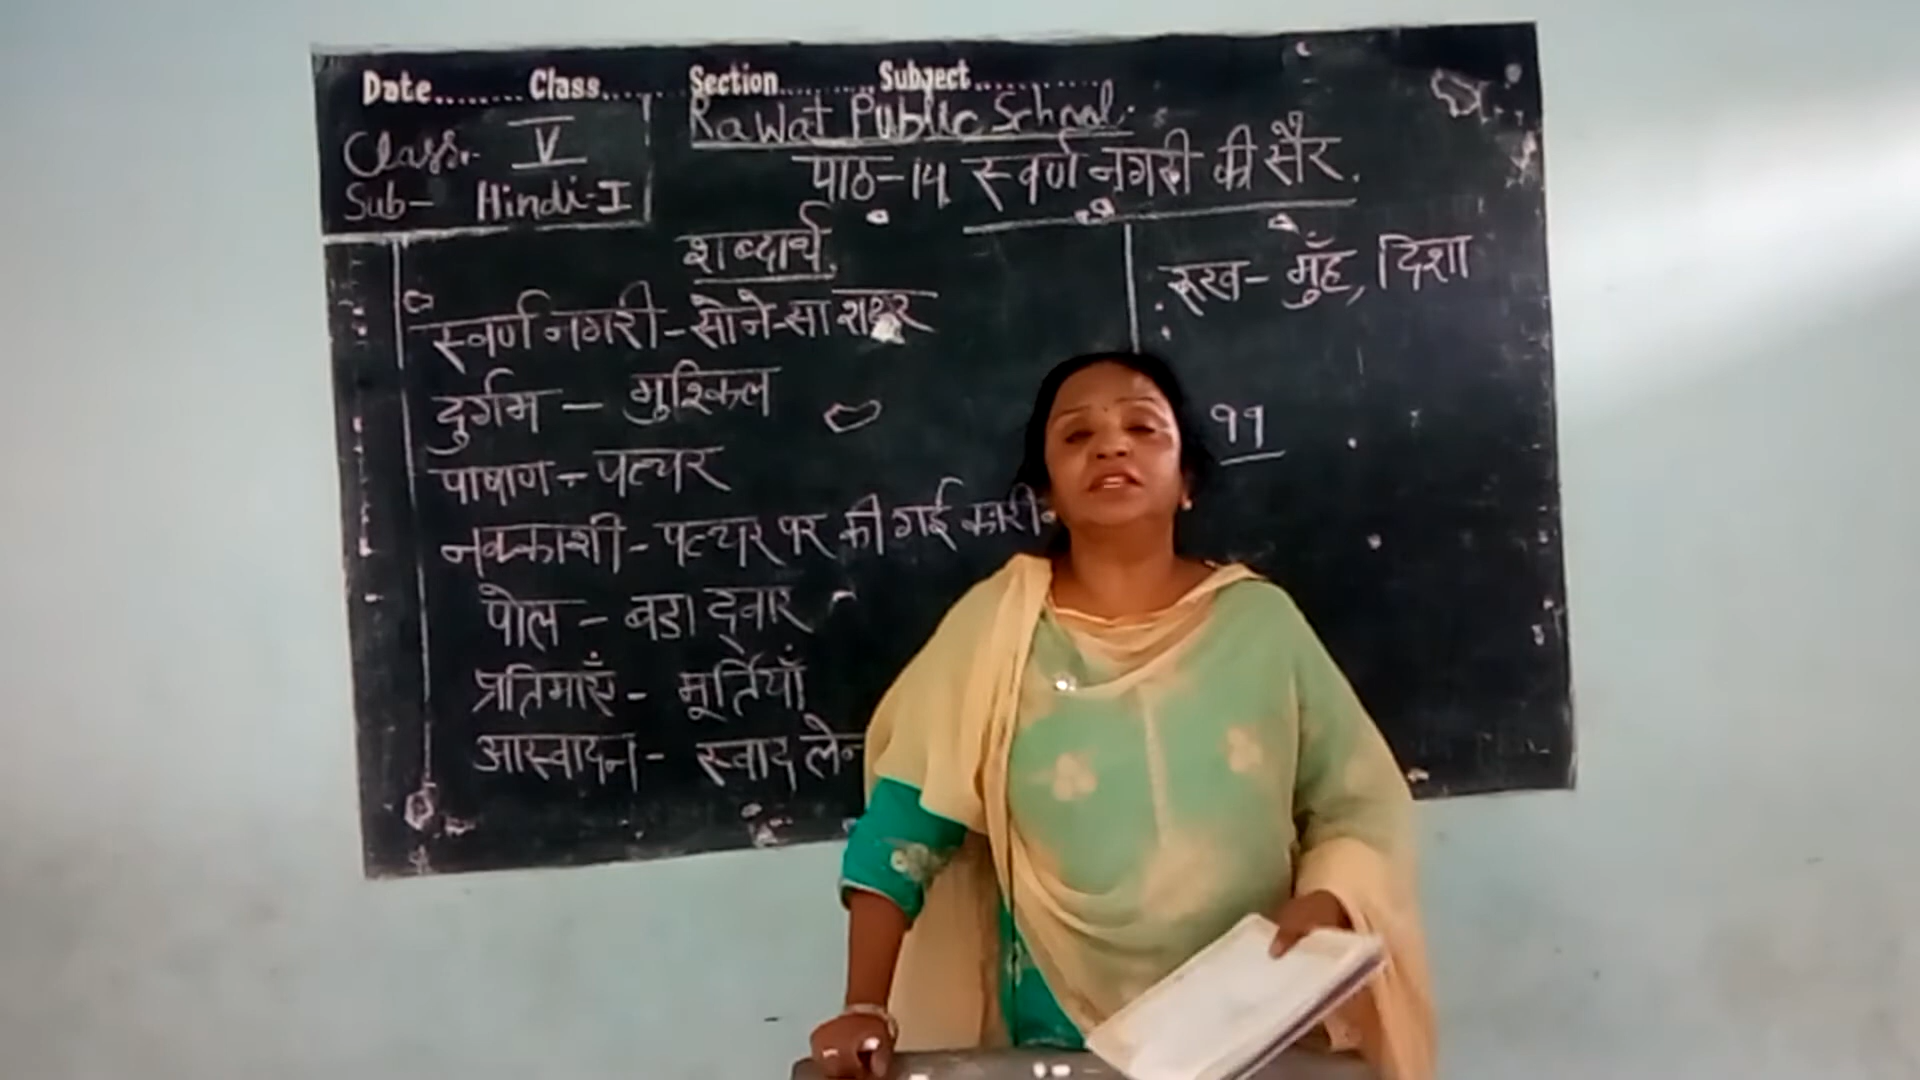 Date........ Class...... Section.......... Subject............
Rawat Public School.
Class:- V
Sub- Hindi-I
पाठ-14 स्वर्ण नगरी की सैर.
शब्दार्थ
स्वर्ण नगरी - सोने-सा शहर
दुर्गम - मुश्किल
पाषाण - पत्थर
नक्काशी - पत्थर पर की गई कारी
पोल - बडा द्वार
प्रतिमाएँ - मूर्तियाँ
आस्वादन - स्वाद लेन
रूख - मुँह, दिशा
११